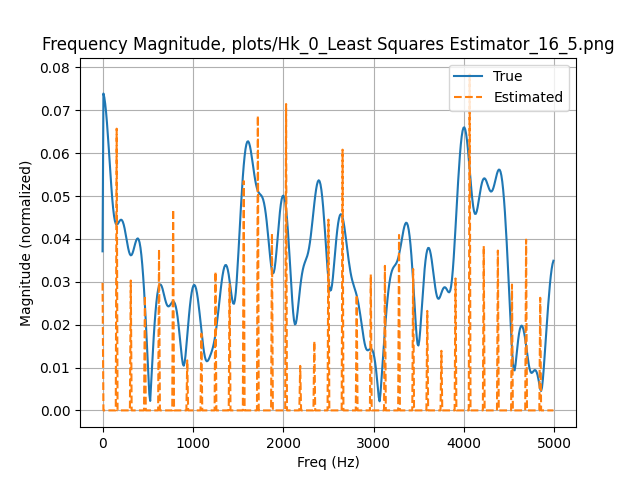 Frequency Magnitude, plots/Hk_0_Least Squares Estimator_16_5.png
True
Estimated
0.08
0.07
0.06
0.05
0.04
0.03
0.02
0.01
0.00
Magnitude (normalized)
0 1000 2000 3000 4000 5000
Freq (Hz)